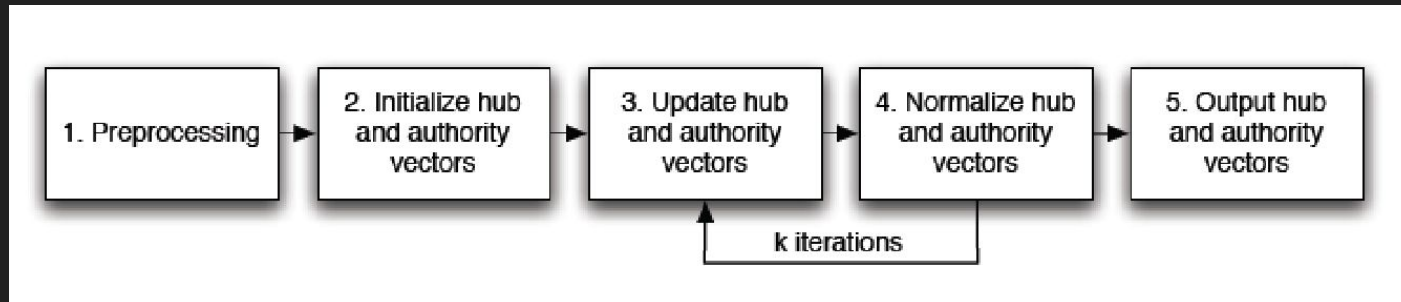 1. Preprocessing
2. Initialize hub
and authority
vectors
3. Update hub
and authority
vectors
4. Normalize hub
and authority
vectors
5. Output hub
and authority
vectors
k iterations